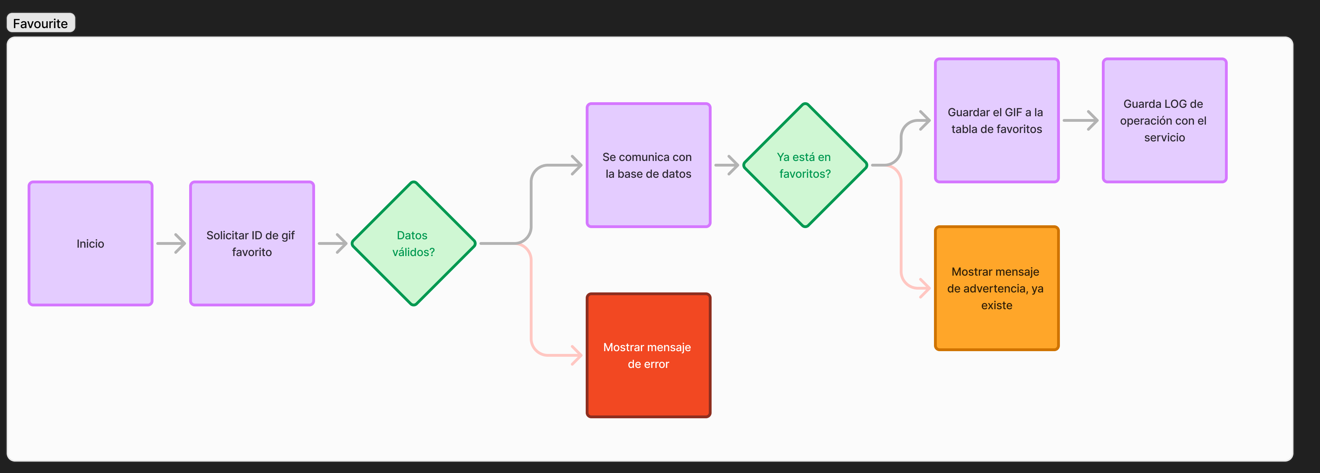 Favourite
Inicio
Solicitar ID de gif
favorito
Datos
válidos?
Se comunica con
la base de datos
Mostrar mensaje
de error
Ya está en
favoritos?
Guardar el GIF a la
tabla de favoritos
Guarda LOG de
operación con el
servicio
Mostrar mensaje
de advertencia, ya
existe